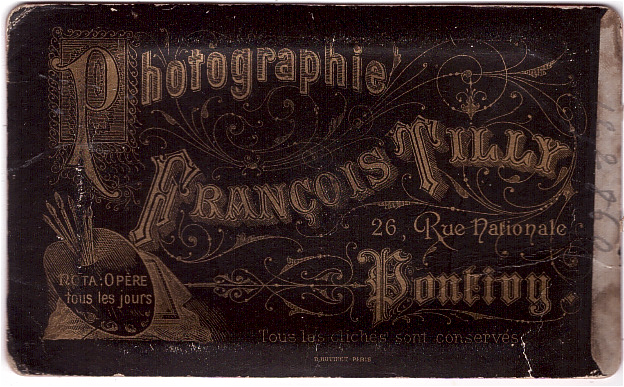 Photographie
FRANÇOIS TILLY
26, Rue Nationale
Pontivy.
NOTA: OPÈRE
tous les jours
Tous les clichés sont conservés